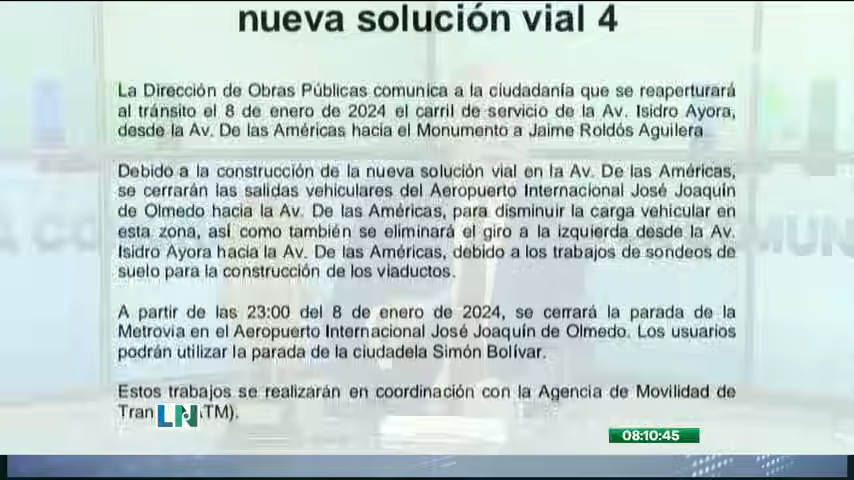 nueva solución vial 4
La Dirección de Obras Públicas comunica a la ciudadanía que se reaperturará
al tránsito el 8 de enero de 2024 el carril de servicio de la Av. Isidro Ayora,
desde la Av. De las Américas hacia el Monumento a Jaime Roldós Aguilera
Debido a la construcción de la nueva solución vial en la Av. De las Américas,
se cerrarán las salidas vehiculares del Aeropuerto Internacional José Joaquín
de Olmedo hacia la Av. De las Américas, para disminuir la carga vehicular en
esta zona, así como también se eliminará el giro a la izquierda desde la Av.
Isidro Ayora hacia la Av. De las Américas, debido a los trabajos de sondeos de
suelo para la construcción de los viaductos.
A partir de las 23:00 del 8 de enero de 2024, se cerrará la parada de la
Metrovia en el Aeropuerto Internacional José Joaquín de Olmedo. Los usuarios
podrán utilizar la parada de la ciudadela Simón Bolívar.
Estos trabajos se realizarán en coordinación con la Agencia de Movilidad de
Tran LN TM).
08:10:45